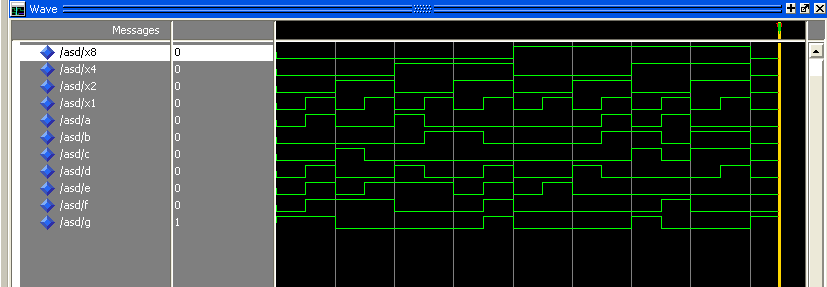 Wave
Messages
/asd/x8 0
/asd/x4 0
/asd/x2 0
/asd/x1 0
/asd/a 0
/asd/b 0
/asd/c 0
/asd/d 0
/asd/e 0
/asd/f 0
/asd/g 1